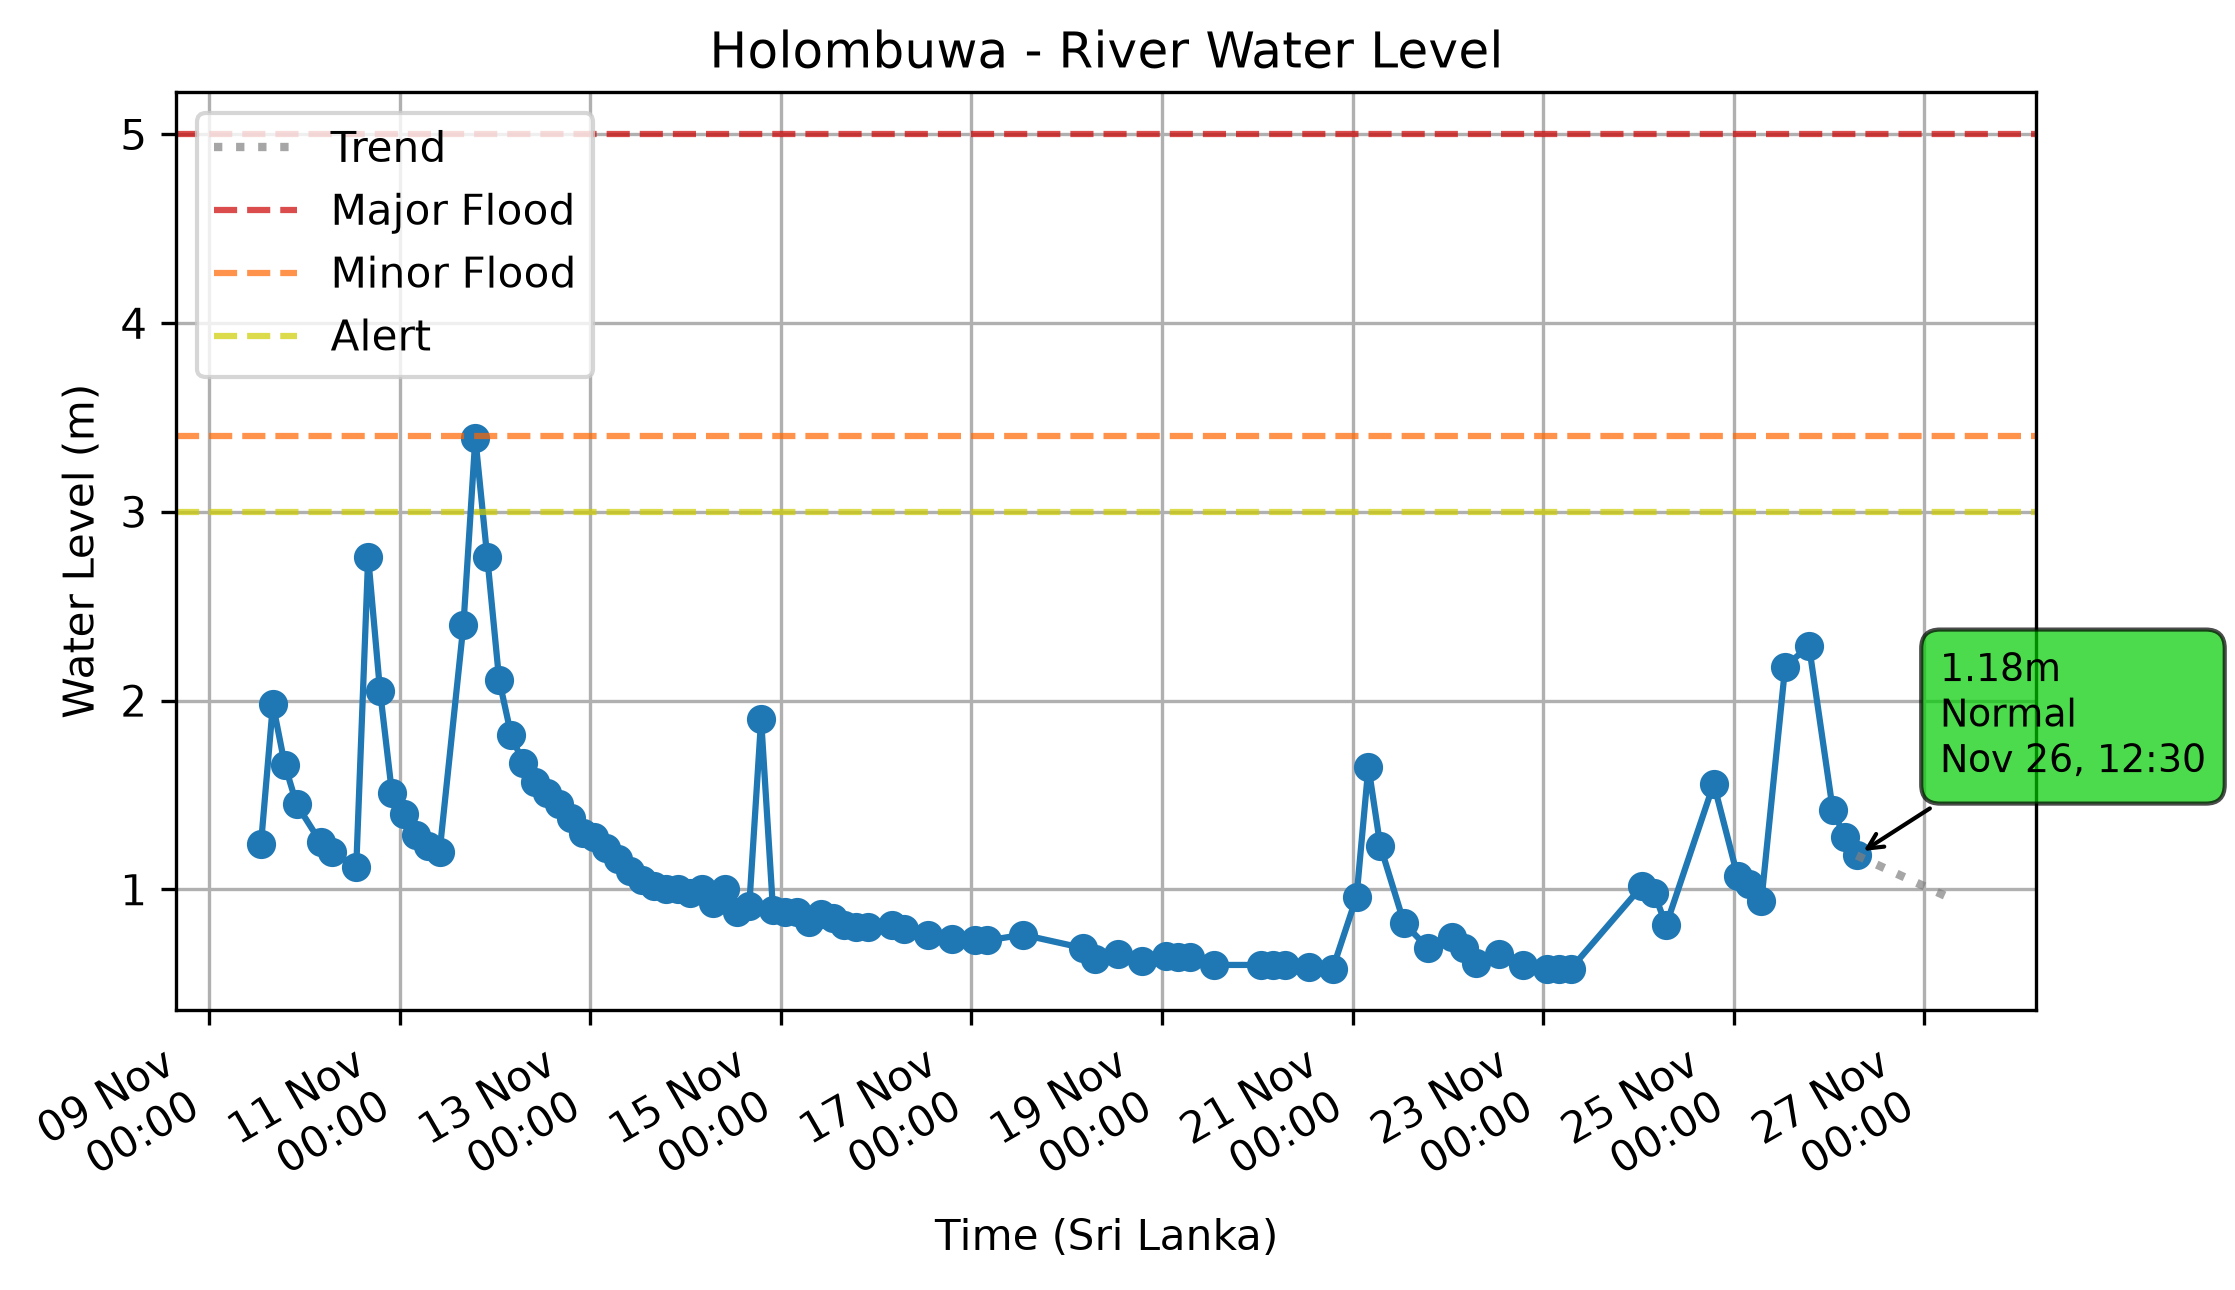 Holombuwa - River Water Level
Trend
Major Flood
Minor Flood
Alert
5
4
3
2
1
Water Level (m)
1.18m
Normal
Nov 26, 12:30
09 Nov
00:00
11 Nov
00:00
13 Nov
00:00
15 Nov
00:00
17 Nov
00:00
19 Nov
00:00
21 Nov
00:00
23 Nov
00:00
25 Nov
00:00
27 Nov
00:00
Time (Sri Lanka)